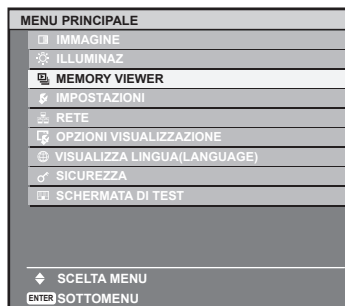 MENU PRINCIPALE
IMMAGINE
ILLUMINAZ
MEMORY VIEWER
IMPOSTAZIONI
RETE
OPZIONI VISUALIZZAZIONE
VISUALIZZA LINGUA(LANGUAGE)
SICUREZZA
SCHERMATA DI TEST
SCELTA MENU
ENTER SOTTOMENU